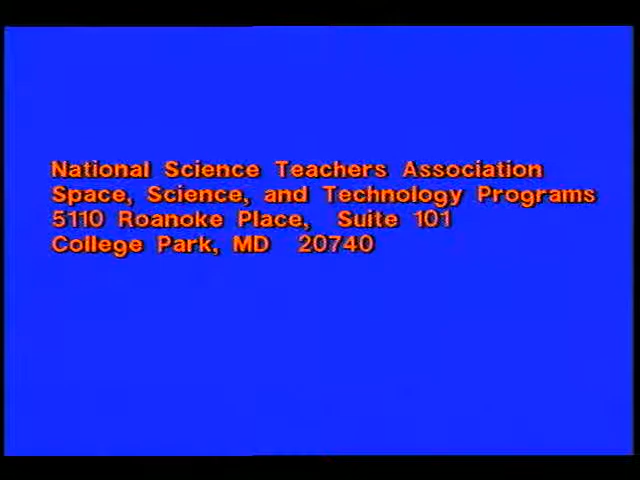 National Science Teachers Association
Space, Science, and Technology Programs
5110 Roanoke Place, Suite 101
College Park, MD 20740